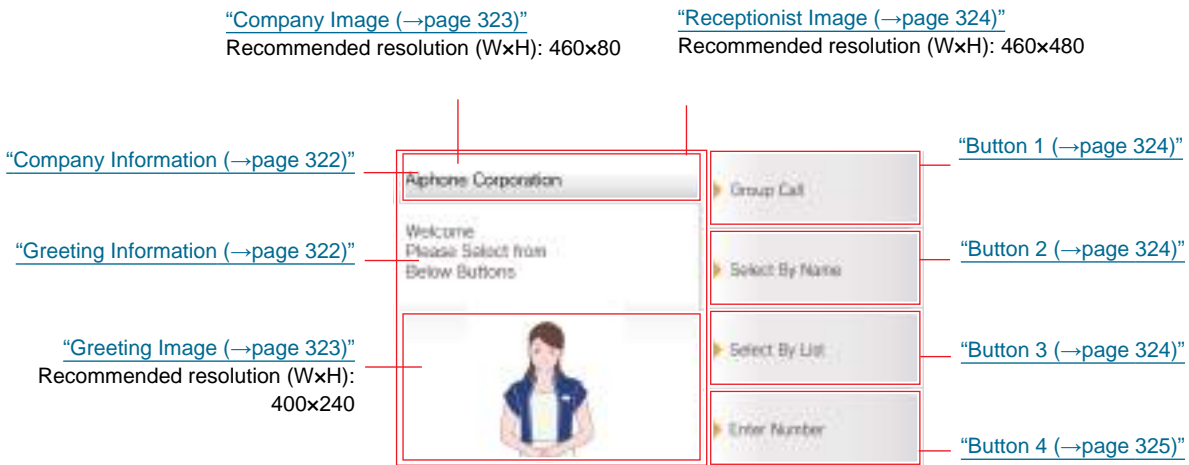 “Company Image (→page 323)”
Recommended resolution (W×H): 460×80
“Receptionist Image (→page 324)”
Recommended resolution (W×H): 460×480
“Company Information (→page 322)”
“Greeting Information (→page 322)”
“Greeting Image (→page 323)”
Recommended resolution (W×H):
400×240
Aiphone Corporation
Welcome
Please Select from
Below Buttons
Group Call
Select By Name
Select By List
Enter Number
“Button 1 (→page 324)”
“Button 2 (→page 324)”
“Button 3 (→page 324)”
“Button 4 (→page 325)”